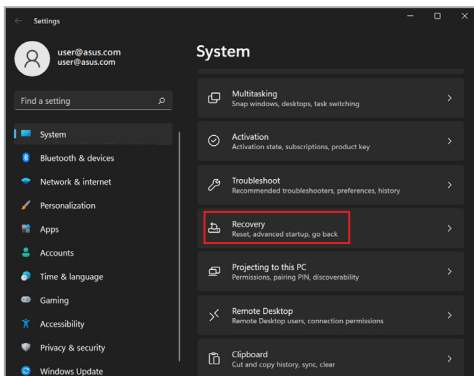 Settings
user@asus.com
user@asus.com
Find a setting
System
Bluetooth & devices
Network & internet
Personalization
Apps
Accounts
Time & language
Gaming
Accessibility
Privacy & security
Windows Update
System
Multitasking
Snap windows, desktops, task switching
Activation
Activation state, subscriptions, product key
Troubleshoot
Recommended troubleshooters, preferences, history
Recovery
Reset, advanced startup, go back
Projecting to this PC
Permissions, pairing PIN, discoverability
Remote Desktop
Remote Desktop users, connection permissions
Clipboard
Cut and copy history, sync, clear